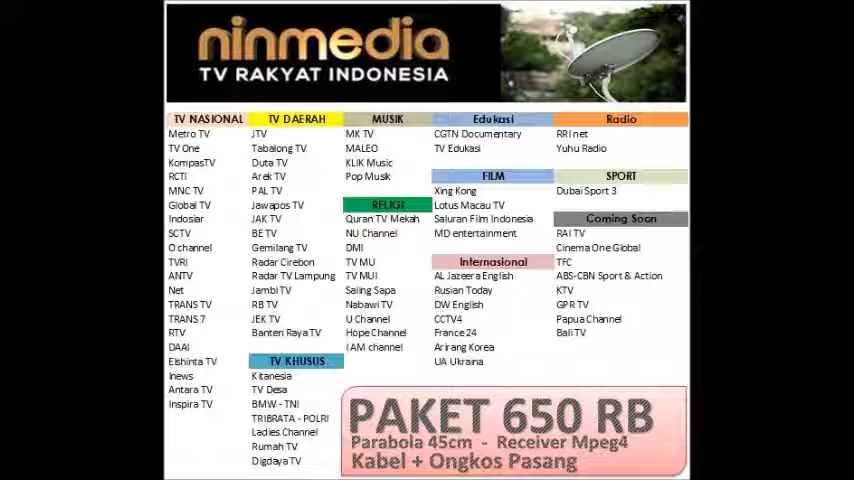 ninmedia
TV RAKYAT INDONESIA
TV NASIONAL
Metro TV
TV One
KompasTV
RCTI
MNC TV
Global TV
Indosiar
SCTV
O channel
TVRI
ANTV
Net
TRANS TV
TRANS 7
RTV
DAAI
Elshinta TV
Inews
Antara TV
Inspira TV
TV DAERAH
JTV
Tabalong TV
Duta TV
Arek TV
PAL TV
Jawapos TV
JAK TV
BE TV
Gemilang TV
Radar Cirebon
Radar TV Lampung
Jambi TV
RB TV
JEK TV
Banten Raya TV
TV KHUSUS
Kitanesia
TV Desa
BMW - TNI
TRIBRATA - POLRI
Ladies Channel
Rumah TV
Digdaya TV
MUSIK
MK TV
MALEO
KLIK Music
Pop Musik
RELIGI
Quran TV Mekah
NU Channel
DMI
TV MU
TV MUI
Saling Sapa
Nabawi TV
U Channel
Hope Channel
I AM channel
Edukasi
CGTN Documentary
TV Edukasi
FILM
Xing Kong
Lotus Macau TV
Saluran Film Indonesia
MD entertainment
Internasional
AL Jazeera English
Rusian Today
DW English
CCTV4
France 24
Arirang Korea
UA Ukraina
Radio
RRI net
Yuhu Radio
SPORT
Dubai Sport 3
Coming Soon
RAI TV
Cinema One Global
TFC
ABS-CBN Sport & Action
KTV
GPR TV
Papua Channel
Bali TV
PAKET 650 RB
Parabola 45cm - Receiver Mpeg4
Kabel + Ongkos Pasang